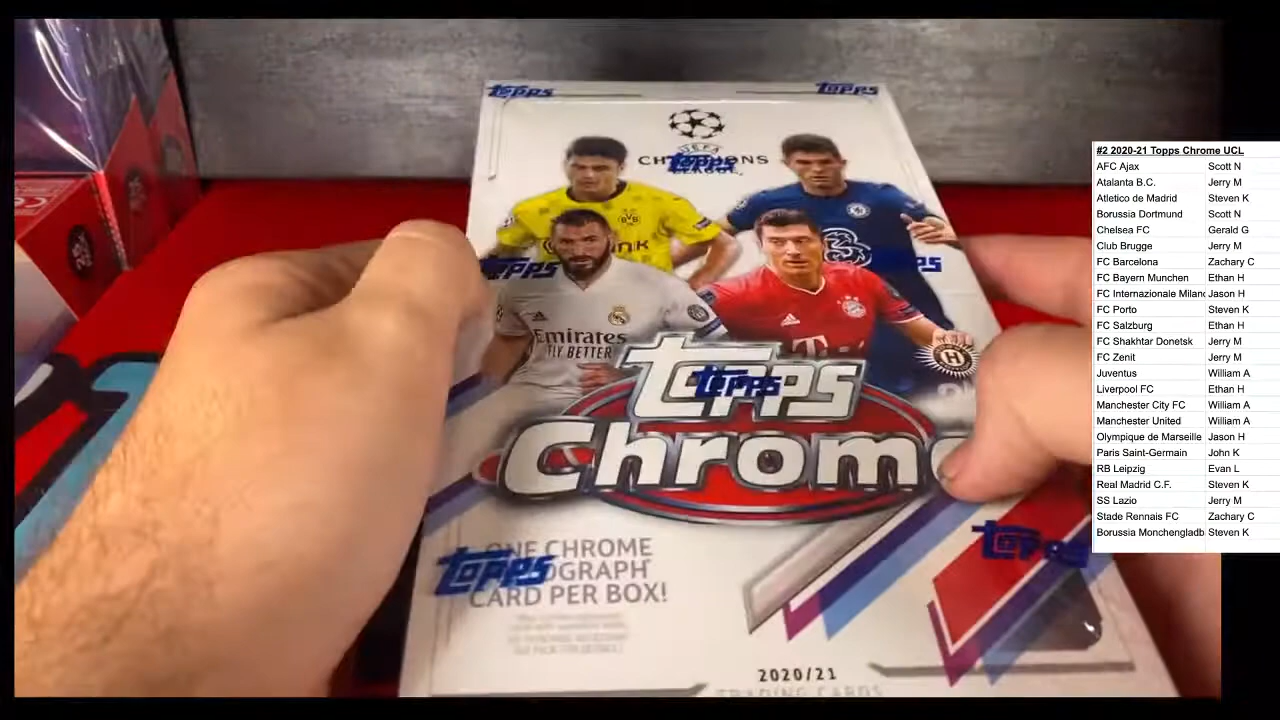 Topps
Topps
UEFA
CHAMPIONS
LEAGUE
Topps
BVB
Topps
Topps
Emirates
FLY BETTER
T
H
Topps
Topps
Chrome
Topps
Topps
ONE CHROME
CARD PER BOX!
2020/21
TRADING CARDS
#2 2020-21 Topps Chrome UCL
AFC Ajax Scott N
Atalanta B.C. Jerry M
Atletico de Madrid Steven K
Borussia Dortmund Scott N
Chelsea FC Gerald G
Club Brugge Jerry M
FC Barcelona Zachary C
FC Bayern Munchen Ethan H
FC Internazionale Milano Jason H
FC Porto Steven K
FC Salzburg Ethan H
FC Shakhtar Donetsk Jerry M
FC Zenit Jerry M
Juventus William A
Liverpool FC Ethan H
Manchester City FC William A
Manchester United William A
Olympique de Marseille Jason H
Paris Saint-Germain John K
RB Leipzig Evan L
Real Madrid C.F. Steven K
SS Lazio Jerry M
Stade Rennais FC Zachary C
Borussia Monchengladb Steven K